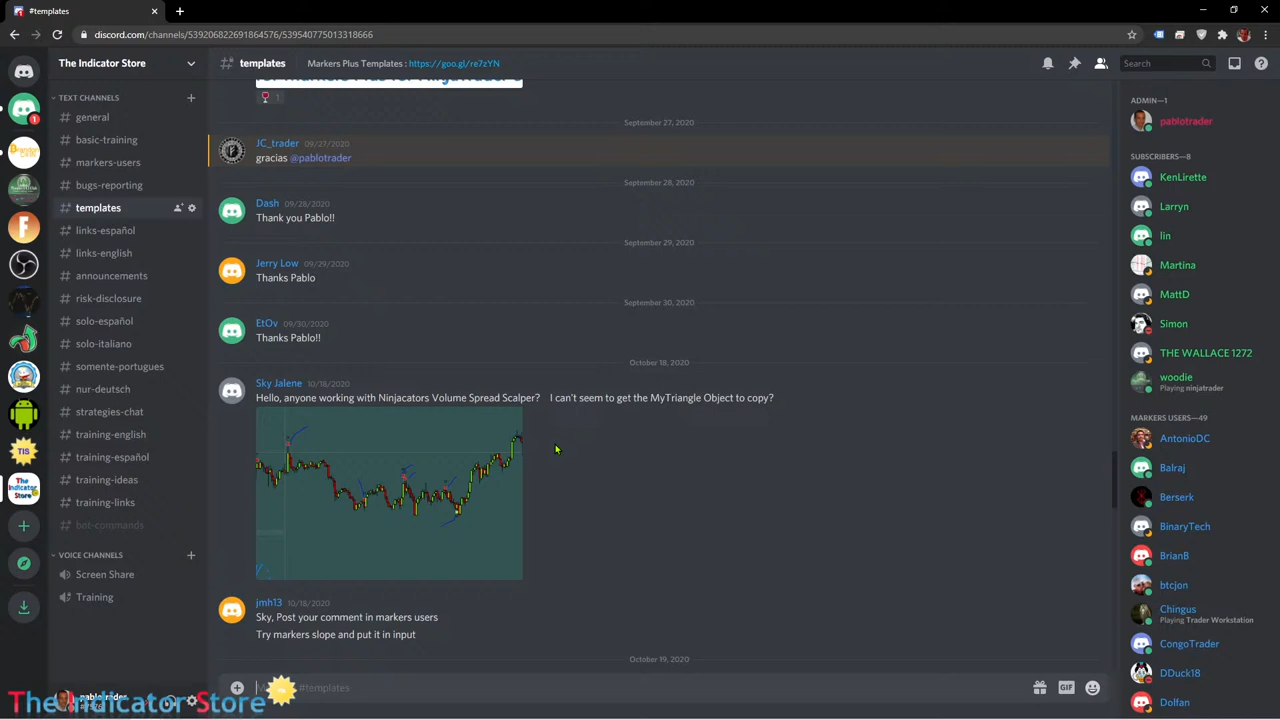 #templates
discord.com/channels/539206822691864576/539540775013318666
The Indicator Store
templates
Markers Plus Templates : https://goo.gl/re7zYN
Search
TEXT CHANNELS
general
basic-training
markers-users
bugs-reporting
templates
links-español
links-english
announcements
risk-disclosure
solo-español
solo-italiano
somente-portugues
nur-deutsch
strategies-chat
training-english
training-español
training-ideas
training-links
bot-commands
VOICE CHANNELS
Screen Share
Training
pablotrader
1
September 27, 2020
JC_trader 09/27/2020
gracias @pablotrader
September 28, 2020
Dash 09/28/2020
Thank you Pablo!!
September 29, 2020
Jerry Low 09/29/2020
Thanks Pablo
September 30, 2020
EtOv 09/30/2020
Thanks Pablo!!
October 18, 2020
Sky Jalene 10/18/2020
Hello, anyone working with Ninjacators Volume Spread Scalper? I can't seem to get the MyTriangle Object to copy?
jmh13 10/18/2020
Sky, Post your comment in markers users
Try markers slope and put it in input
October 19, 2020
#templates
GIF
ADMIN—1
pablotrader
SUBSCRIBERS—8
KenLirette
Larryn
lin
Martina
MattD
Simon
THE WALLACE 1272
woodie
Playing ninjatrader
MARKERS USERS—49
AntonioDC
Balraj
Berserk
BinaryTech
BrianB
btcjon
Chingus
Playing Trader Workstation
CongoTrader
DDuck18
Dolfan
1
TIS
The
Indicator
Store
The Indicator Store